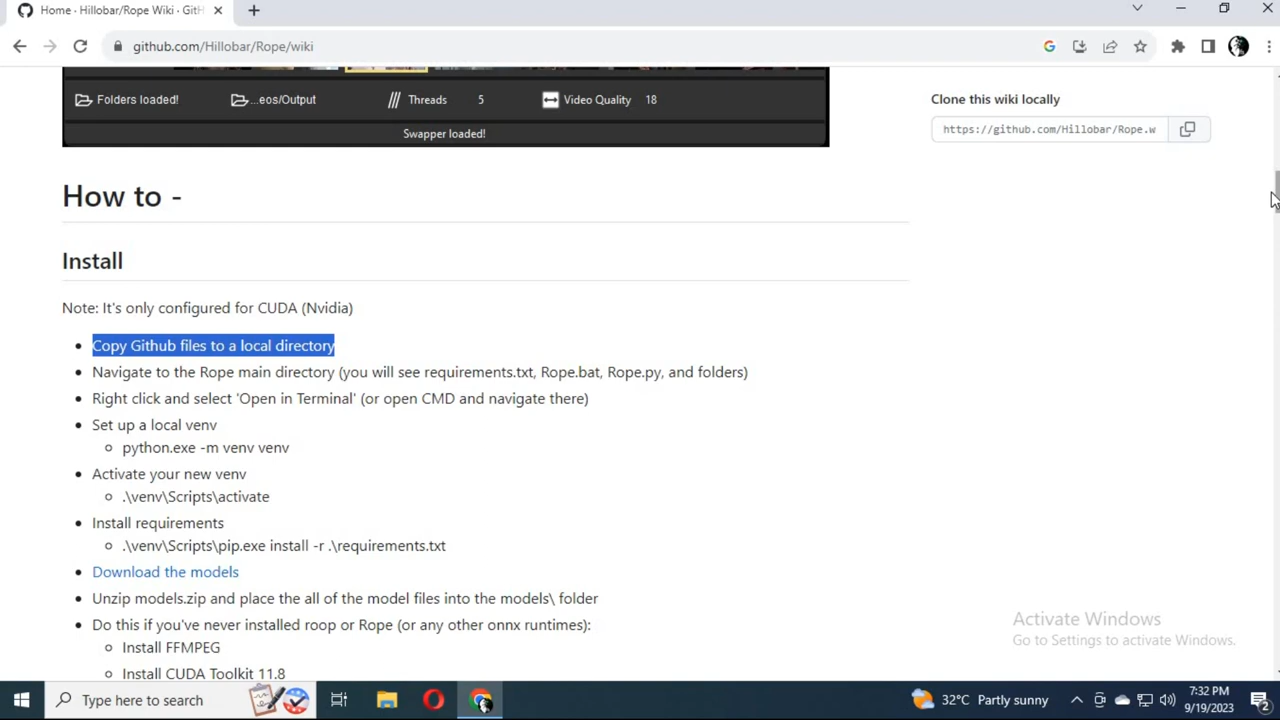 Home - Hillobar/Rope Wiki · GitH
github.com/Hillobar/Rope/wiki
Folders loaded!
...eos/Output
Threads 5
Video Quality 18
Swapper loaded!
Clone this wiki locally
https://github.com/Hillobar/Rope.w
How to -
Install
Note: It's only configured for CUDA (Nvidia)
Copy Github files to a local directory
Navigate to the Rope main directory (you will see requirements.txt, Rope.bat, Rope.py, and folders)
Right click and select 'Open in Terminal' (or open CMD and navigate there)
Set up a local venv
python.exe -m venv venv
Activate your new venv
.\venv\Scripts\activate
Install requirements
.\venv\Scripts\pip.exe install -r .\requirements.txt
Download the models
Unzip models.zip and place the all of the model files into the models\ folder
Do this if you've never installed roop or Rope (or any other onnx runtimes):
Install FFMPEG
Install CUDA Toolkit 11.8
Activate Windows
Go to Settings to activate Windows.
Type here to search
32°C Partly sunny
7:32 PM
9/19/2023
2